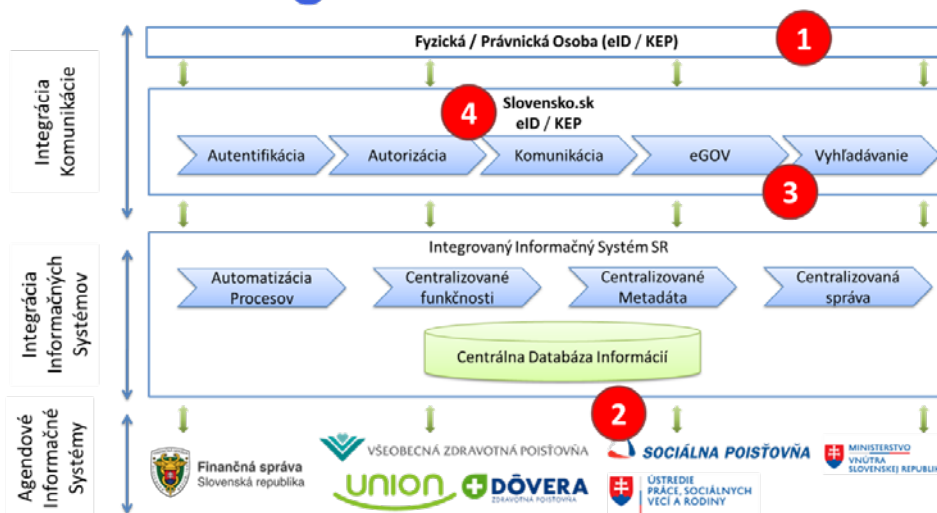 Fyzická / Právnická Osoba (eID / KEP)
1
Integrácia
Komunikácie
4
Slovensko.sk
eID / KEP
Autentifikácia
Autorizácia
Komunikácia
eGOV
Vyhľadávanie
3
Integrovaný Informačný Systém SR
Integrácia
Informačných
Systémov
Automatizácia
Procesov
Centralizované
funkčnosti
Centralizované
Metadáta
Centralizovaná
správa
Centrálna Databáza Informácií
2
Agendové
Informačné
Systémy
Finančná správa
Slovenská republika
VŠEOBECNÁ ZDRAVOTNÁ POISŤOVŇA
SOCIÁLNA POISŤOVŇA
MINISTERSTVO
VNÚTRA
SLOVENSKEJ REPUBLIK
UNION
DÔVERA
ZDRAVOTNÁ POISŤOVŇA
ÚSTREDIE
PRÁCE, SOCIÁLNYCH
VECÍ A RODINY